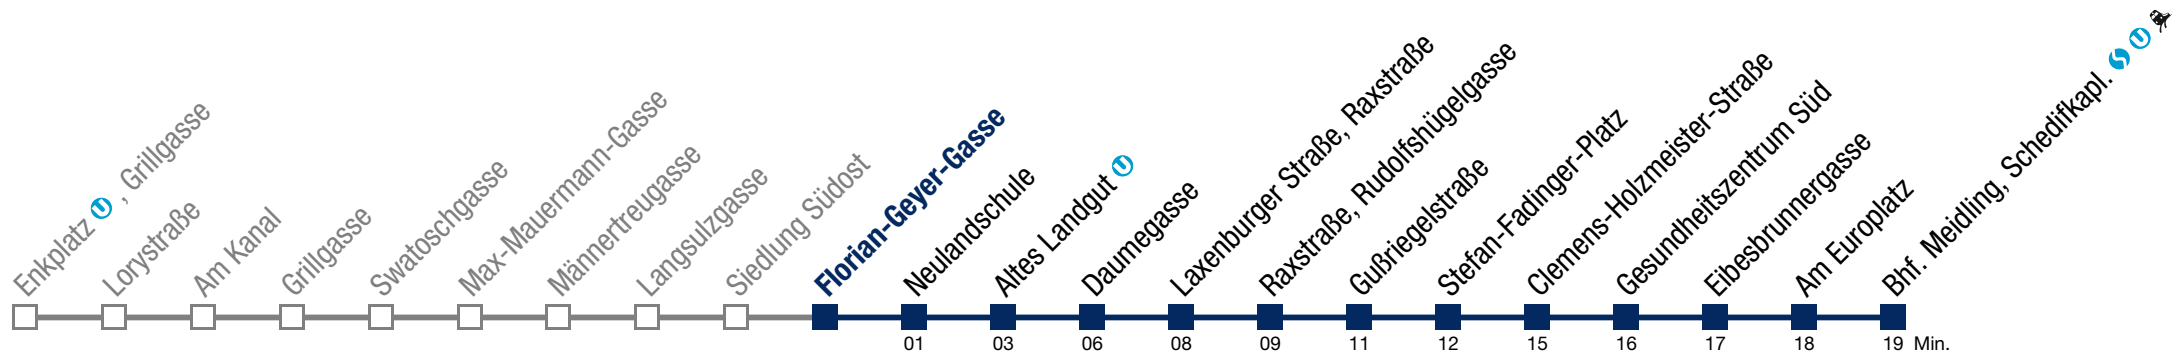 Enkplatz U , Grillgasse
Lorystraße
Am Kanal
Grillgasse
Swatoschgasse
Max-Mauermann-Gasse
Männertreugasse
Langsulzgasse
Siedlung Südost
Florian-Geyer-Gasse
Neulandschule
Altes Landgut U
Daumegasse
Laxenburger Straße, Raxstraße
Raxstraße, Rudolfshügelgasse
Gußriegelstraße
Stefan-Fadinger-Platz
Clemens-Holzmeister-Straße
Gesundheitszentrum Süd
Eibesbrunnergasse
Am Europlatz
Bhf. Meidling, Schedifkapl. S U
01 03 06 08 09 11 12 15 16 17 18 19 Min.